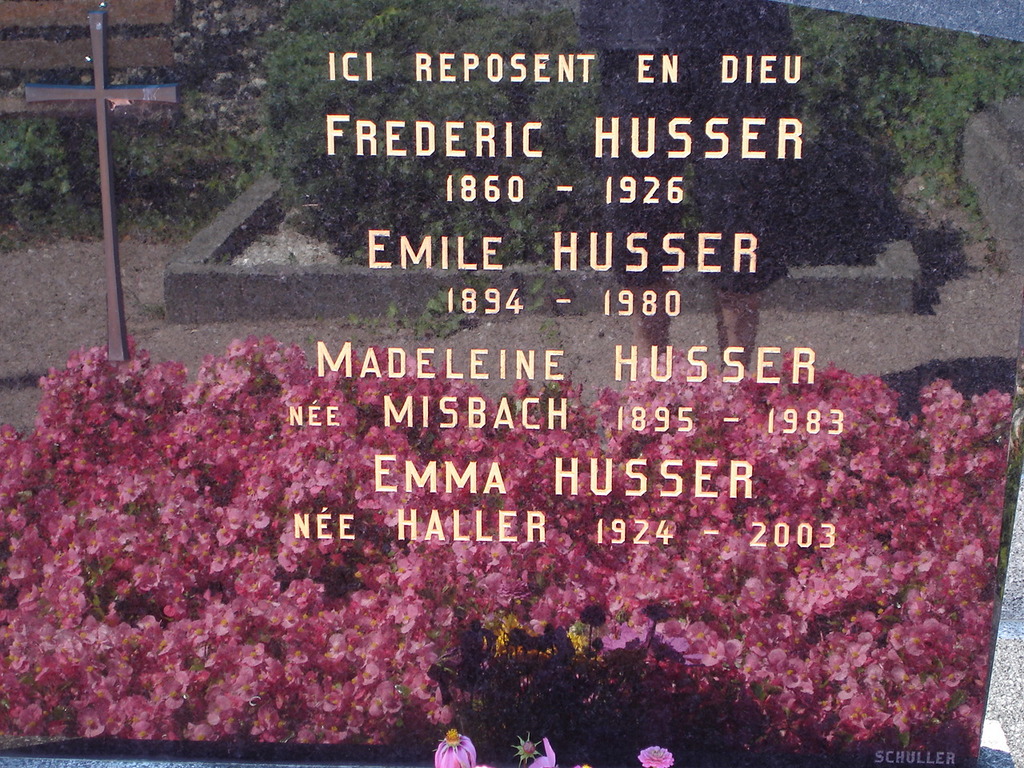 ICI REPOSENT EN DIEU
FREDERIC HUSSER
1860 - 1926
EMILE HUSSER
1894 - 1980
MADELEINE HUSSER
NÉE MISBACH 1895 - 1983
EMMA HUSSER
NÉE HALLER 1924 - 2003
SCHULLER